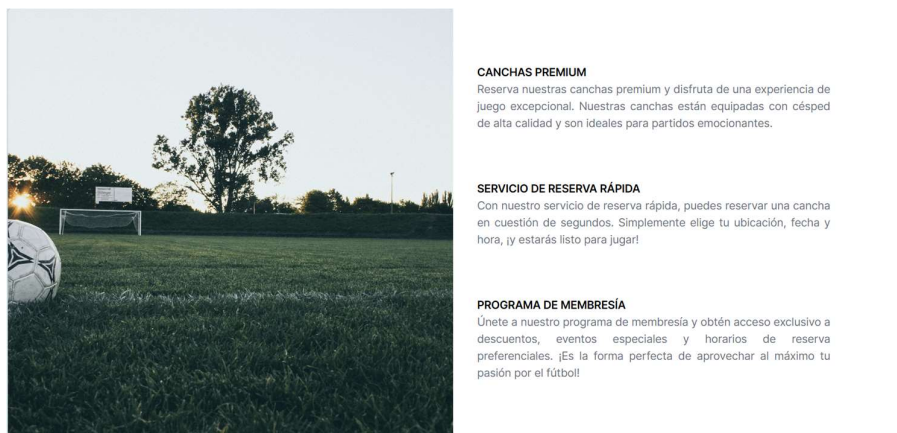 CANCHAS PREMIUM
Reserva nuestras canchas premium y disfruta de una experiencia de
juego excepcional. Nuestras canchas están equipadas con césped
de alta calidad y son ideales para partidos emocionantes.
SERVICIO DE RESERVA RÁPIDA
Con nuestro servicio de reserva rápida, puedes reservar una cancha
en cuestión de segundos. Simplemente elige tu ubicación, fecha y
hora, ¡y estarás listo para jugar!
PROGRAMA DE MEMBRESÍA
Únete a nuestro programa de membresía y obtén acceso exclusivo a
descuentos, eventos especiales y horarios de reserva
preferenciales. ¡Es la forma perfecta de aprovechar al máximo tu
pasión por el fútbol!